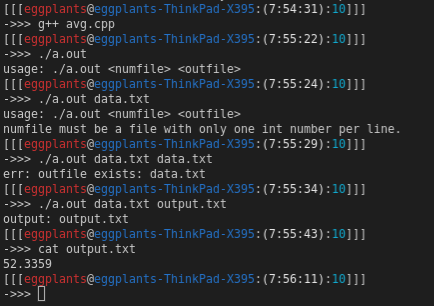 [[[eggplants@eggplants-ThinkPad-X395:(7:54:31):10]]]
->>> g++ avg.cpp
[[[eggplants@eggplants-ThinkPad-X395:(7:55:22):10]]]
->>> ./a.out
usage: ./a.out <numfile> <outfile>
[[[eggplants@eggplants-ThinkPad-X395:(7:55:24):10]]]
->>> ./a.out data.txt
usage: ./a.out <numfile> <outfile>
numfile must be a file with only one int number per line.
[[[eggplants@eggplants-ThinkPad-X395:(7:55:29):10]]]
->>> ./a.out data.txt data.txt
err: outfile exists: data.txt
[[[eggplants@eggplants-ThinkPad-X395:(7:55:34):10]]]
->>> ./a.out data.txt output.txt
output: output.txt
[[[eggplants@eggplants-ThinkPad-X395:(7:55:43):10]]]
->>> cat output.txt
52.3359
[[[eggplants@eggplants-ThinkPad-X395:(7:56:11):10]]]
->>>